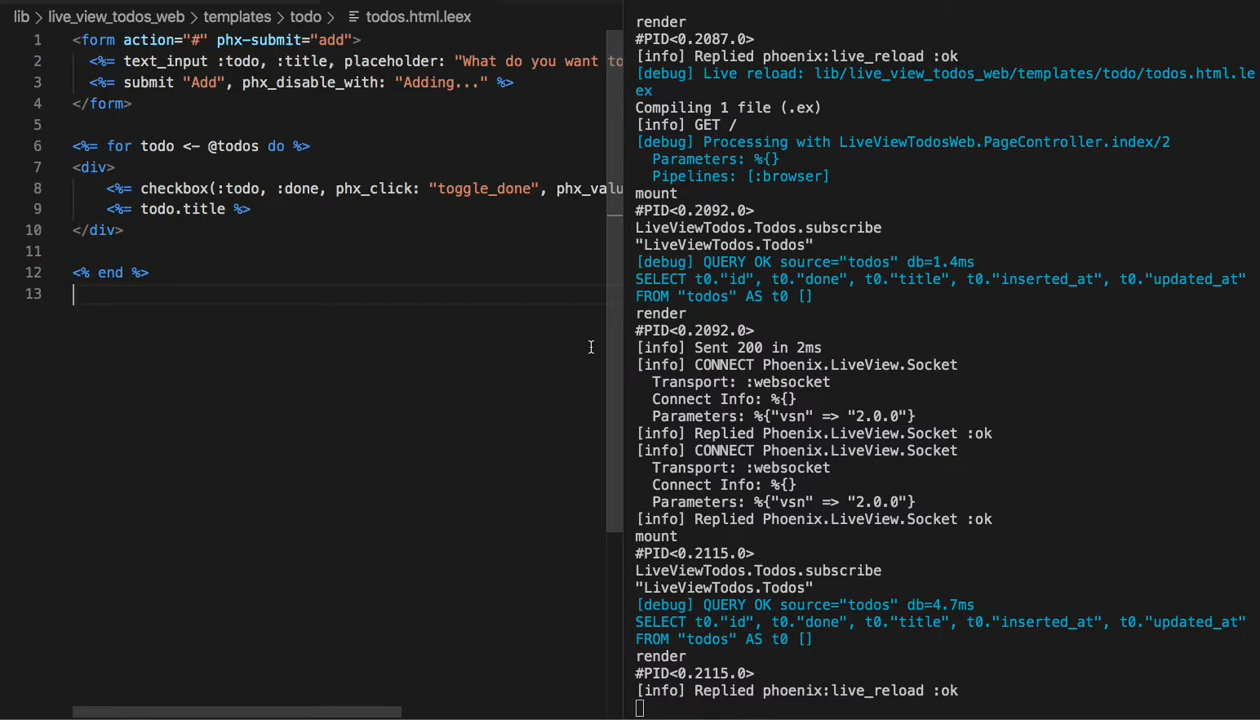 lib > live_view_todos_web > templates > todo > todos.html.leex
1 <form action="#" phx-submit="add">
2 <%= text_input :todo, :title, placeholder: "What do you want to
3 <%= submit "Add", phx_disable_with: "Adding..." %>
4 </form>
5
6 <%= for todo <- @todos do %>
7 <div>
8 <%= checkbox(:todo, :done, phx_click: "toggle_done", phx_valu
9 <%= todo.title %>
10 </div>
11
12 <% end %>
13
render
#PID<0.2087.0>
[info] Replied phoenix:live_reload :ok
[debug] Live reload: lib/live_view_todos_web/templates/todo/todos.html.le
ex
Compiling 1 file (.ex)
[info] GET /
[debug] Processing with LiveViewTodosWeb.PageController.index/2
Parameters: %{}
Pipelines: [:browser]
mount
#PID<0.2092.0>
LiveViewTodos.Todos.subscribe
"LiveViewTodos.Todos"
[debug] QUERY OK source="todos" db=1.4ms
SELECT t0."id", t0."done", t0."title", t0."inserted_at", t0."updated_at"
FROM "todos" AS t0 []
render
#PID<0.2092.0>
[info] Sent 200 in 2ms
[info] CONNECT Phoenix.LiveView.Socket
Transport: :websocket
Connect Info: %{}
Parameters: %{"vsn" => "2.0.0"}
[info] Replied Phoenix.LiveView.Socket :ok
[info] CONNECT Phoenix.LiveView.Socket
Transport: :websocket
Connect Info: %{}
Parameters: %{"vsn" => "2.0.0"}
[info] Replied Phoenix.LiveView.Socket :ok
mount
#PID<0.2115.0>
LiveViewTodos.Todos.subscribe
"LiveViewTodos.Todos"
[debug] QUERY OK source="todos" db=4.7ms
SELECT t0."id", t0."done", t0."title", t0."inserted_at", t0."updated_at"
FROM "todos" AS t0 []
render
#PID<0.2115.0>
[info] Replied phoenix:live_reload :ok